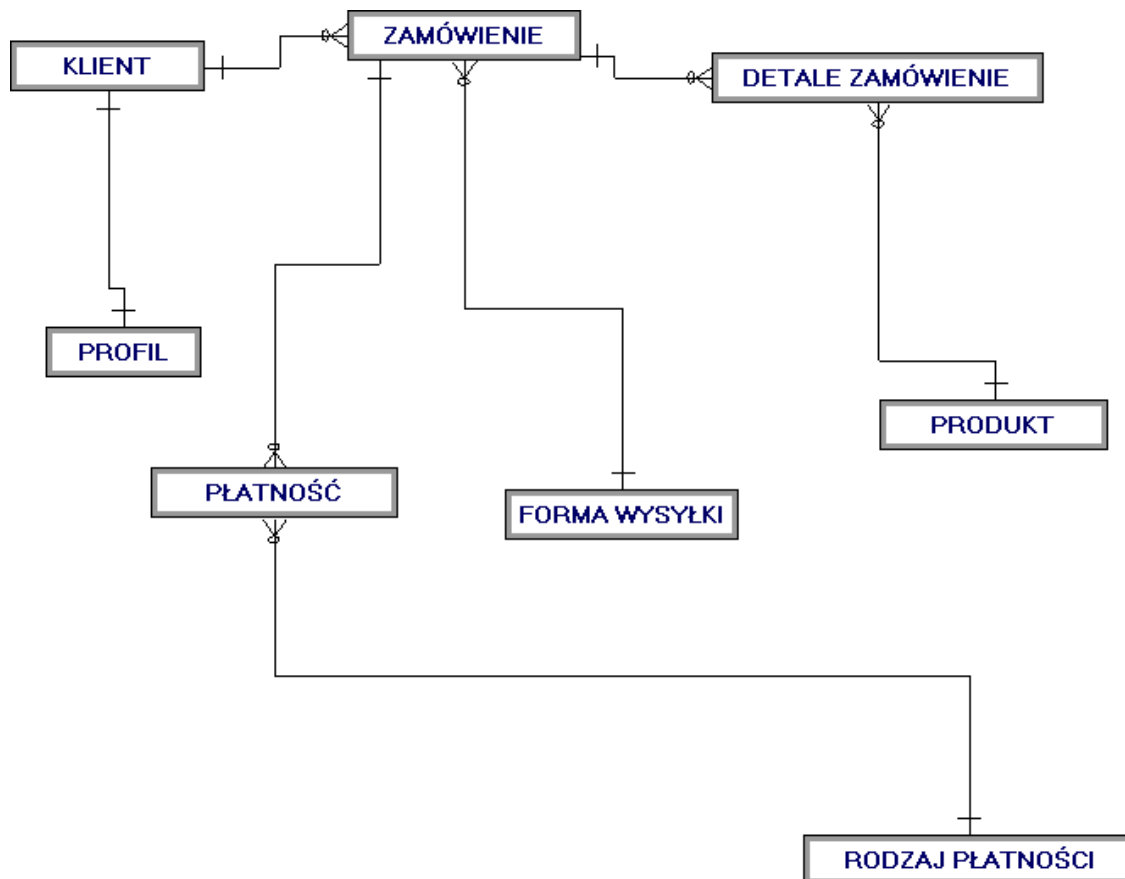 ZAMÓWIENIE
KLIENT
DETALE ZAMÓWIENIE
PROFIL
PRODUKT
PŁATNOŚĆ
FORMA WYSYŁKI
RODZAJ PŁATNOŚCI